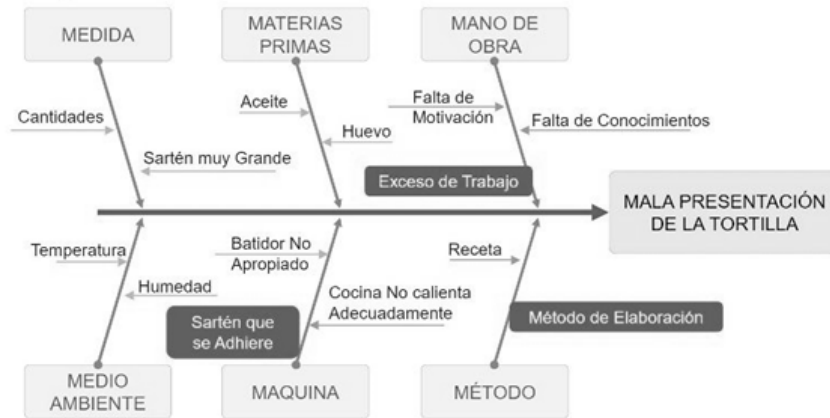 MEDIDA
MATERIAS
PRIMAS
MANO DE
OBRA
Cantidades
Sartén muy Grande
Aceite
Huevo
Falta de
Motivación
Falta de Conocimientos
Exceso de Trabajo
MALA PRESENTACIÓN
DE LA TORTILLA
Temperatura
Humedad
Batidor No
Apropiado
Cocina No calienta
Adecuadamente
Sartén que
se Adhiere
Receta
Método de Elaboración
MEDIO
AMBIENTE
MAQUINA
MÉTODO